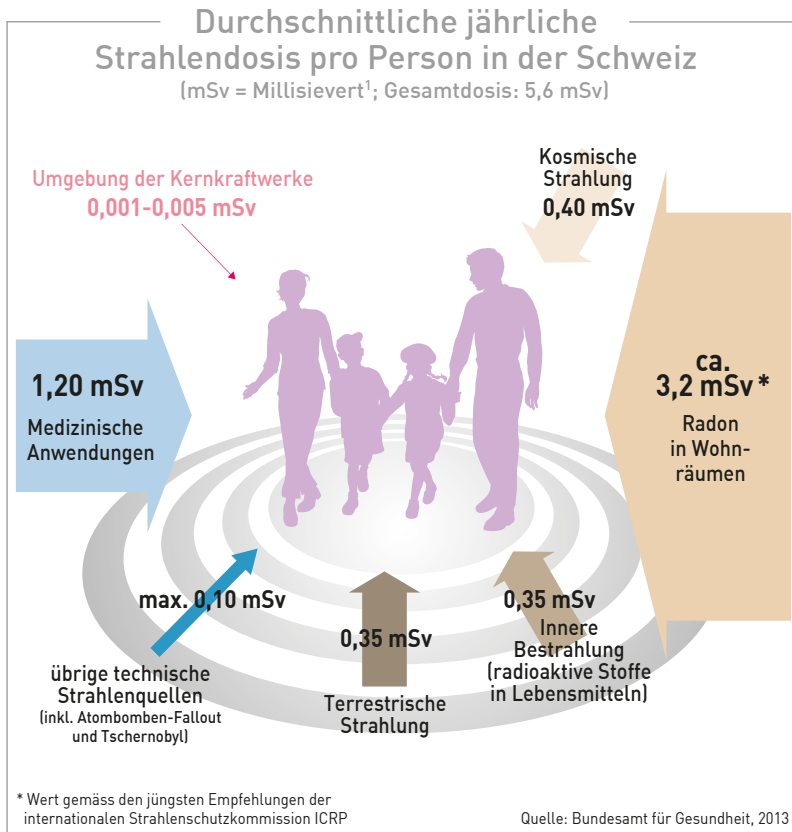 Durchschnittliche jährliche
Strahlendosis pro Person in der Schweiz
(mSv = Millisievert¹; Gesamtdosis: 5,6 mSv)
Umgebung der Kernkraftwerke
0,001-0,005 mSv
Kosmische
Strahlung
0,40 mSv
1,20 mSv
Medizinische
Anwendungen
ca.
3,2 mSv *
Radon
in Wohn-
räumen
max. 0,10 mSv
übrige technische
Strahlenquellen
(inkl. Atombomben-Fallout
und Tschernobyl)
0,35 mSv
Terrestrische
Strahlung
0,35 mSv
Innere
Bestrahlung
(radioaktive Stoffe
in Lebensmitteln)
* Wert gemäss den jüngsten Empfehlungen der
internationalen Strahlenschutzkommission ICRP
Quelle: Bundesamt für Gesundheit, 2013